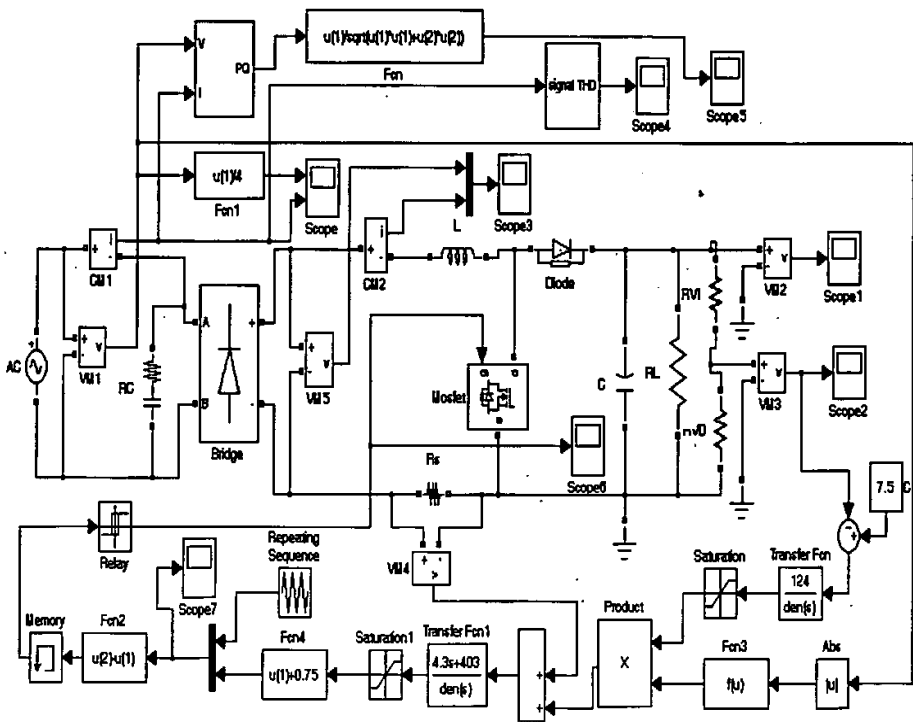 u(1)/sqrt(u(1)*u(1)+u(2)*u(2))
V
I
PQ
Fcn
signal THD
Scope4
Scope5
u(1)/4
Fcn1
Scope
L
Scope3
+
i
-
CM1
+
i
-
CM2
Diode
RVI
+
-
v
VM2
Scope1
AC
+
-
v
VM1
RC
A
B
+
-
Bridge
+
-
v
VM5
Mosfet
C
RL
+
-
v
VM3
Scope2
Rs
Scope6
7.5
C
Relay
Repeating
Sequence
+
-
v
VM4
-
+
Saturation
Transfer Fcn
124
den(s)
Scope7
Memory
Fcn2
u(2)-u(1)
Fcn4
u(1)+0.75
Saturation1
Transfer Fcn1
4.3s+403
den(s)
+
+
Product
X
Fcn3
f(u)
Abs
|u|